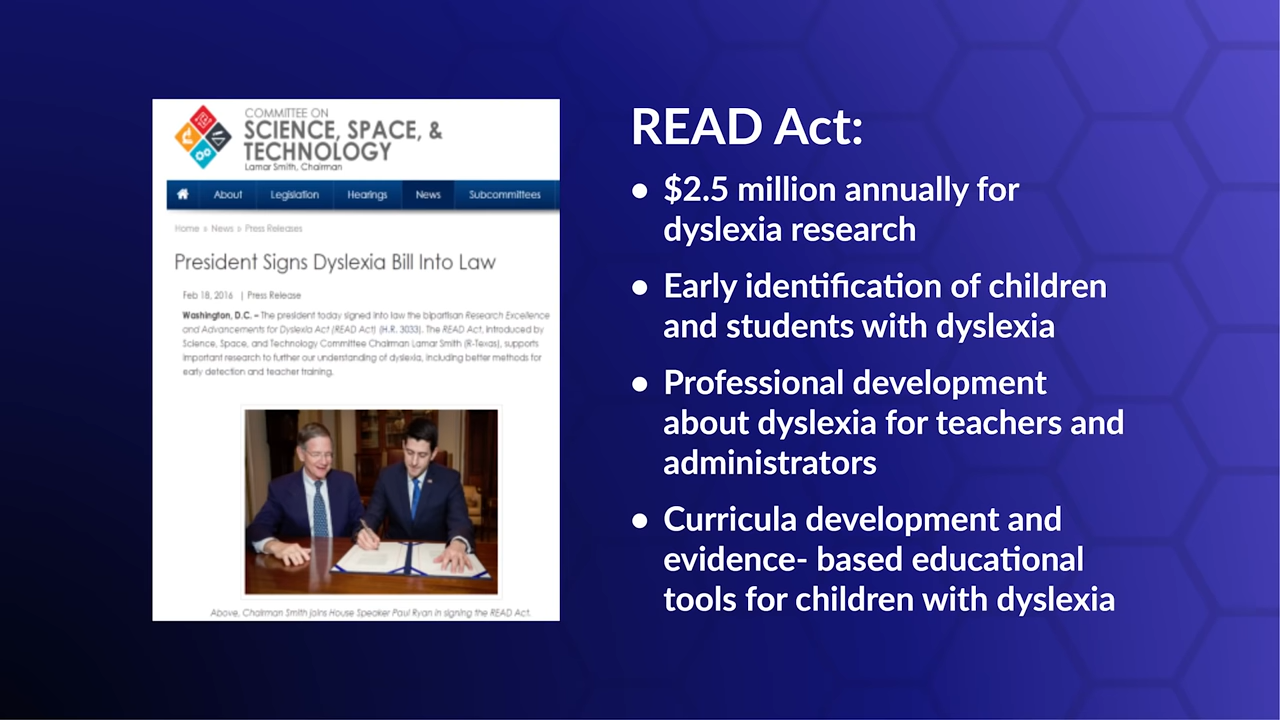 COMMITTEE ON
SCIENCE, SPACE, &
TECHNOLOGY
Lamar Smith, Chairman
About Legislation Hearings News Subcommittees
Home » News » Press Releases
President Signs Dyslexia Bill Into Law
Feb 18, 2016 | Press Release
Washington, D.C. – The president today signed into law the bipartisan Research Excellence
and Advancements for Dyslexia Act (READ Act) (H.R. 3033). The READ Act, introduced by
Science, Space, and Technology Committee Chairman Lamar Smith (R-Texas), supports
important research to further our understanding of dyslexia, including better methods for
early detection and teacher training.
Above, Chairman Smith joins House Speaker Paul Ryan in signing the READ Act.
READ Act:
• $2.5 million annually for
dyslexia research
• Early identification of children
and students with dyslexia
• Professional development
about dyslexia for teachers and
administrators
• Curricula development and
evidence- based educational
tools for children with dyslexia